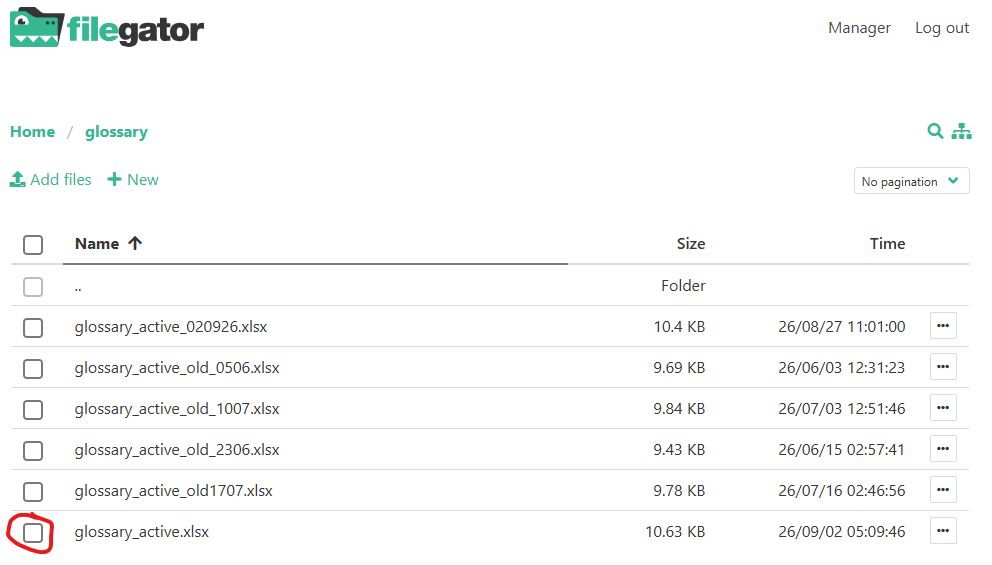 filegator
Manager Log out
Home / glossary
Add files New
No pagination
Name Size Time
.. Folder
glossary_active_020926.xlsx 10.4 KB 26/08/27 11:01:00
glossary_active_old_0506.xlsx 9.69 KB 26/06/03 12:31:23
glossary_active_old_1007.xlsx 9.84 KB 26/07/03 12:51:46
glossary_active_old_2306.xlsx 9.43 KB 26/06/15 02:57:41
glossary_active_old1707.xlsx 9.78 KB 26/07/16 02:46:56
glossary_active.xlsx 10.63 KB 26/09/02 05:09:46